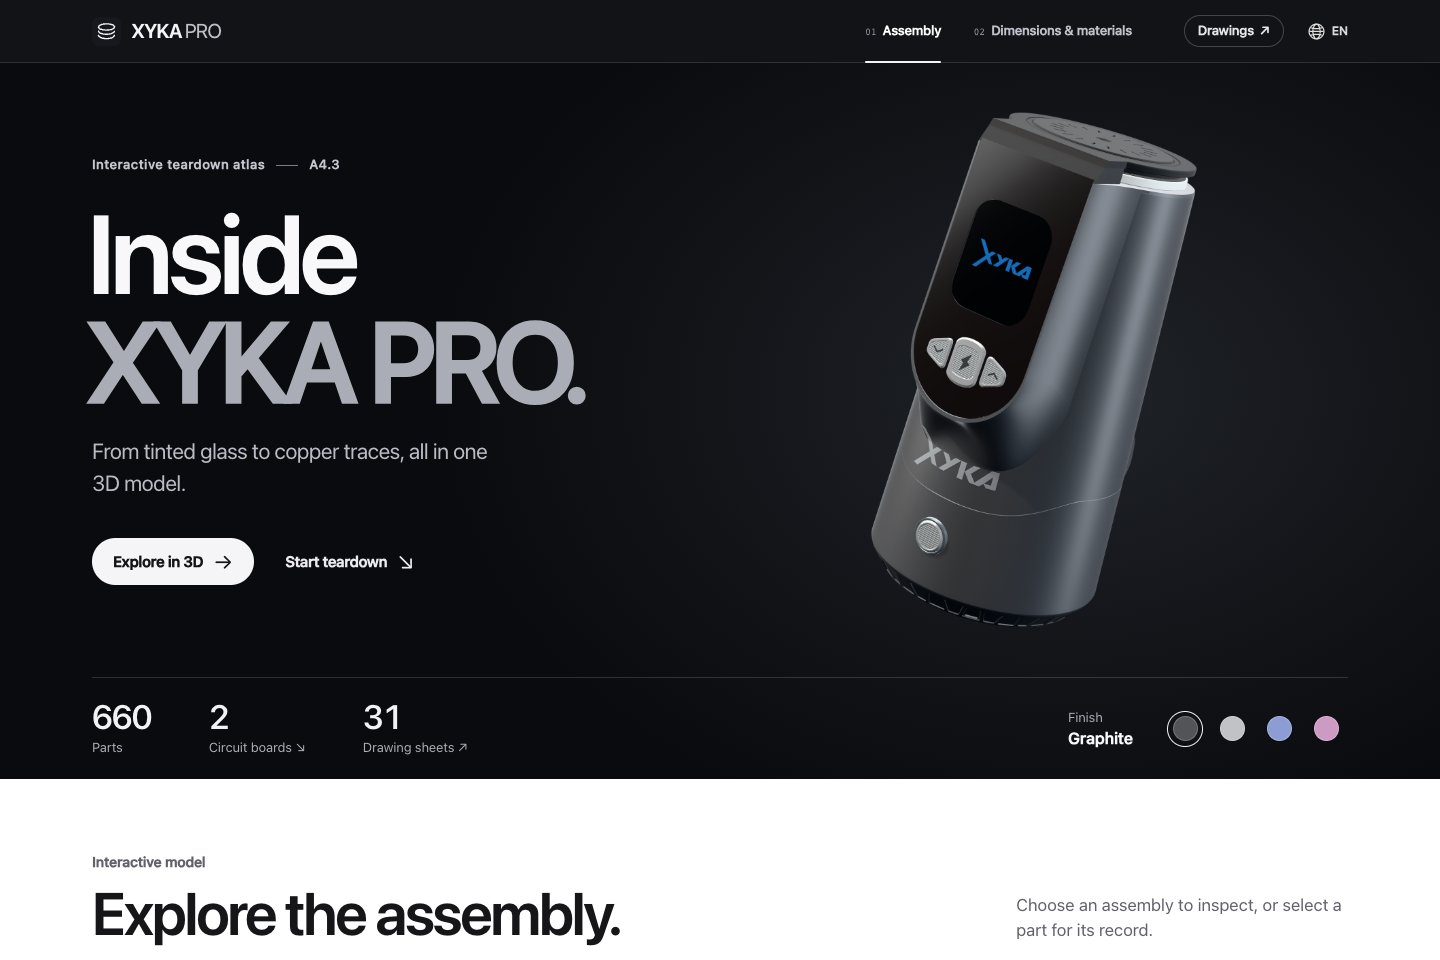 XYKA PRO
01 Assembly
02 Dimensions & materials
Drawings
EN
Interactive teardown atlas
A4.3
Inside
XYKA PRO.
From tinted glass to copper traces, all in one
3D model.
Explore in 3D
Start teardown
XYKA
XYKA
660
Parts
2
Circuit boards
31
Drawing sheets
Finish
Graphite
Interactive model
Explore the assembly.
Choose an assembly to inspect, or select a
part for its record.